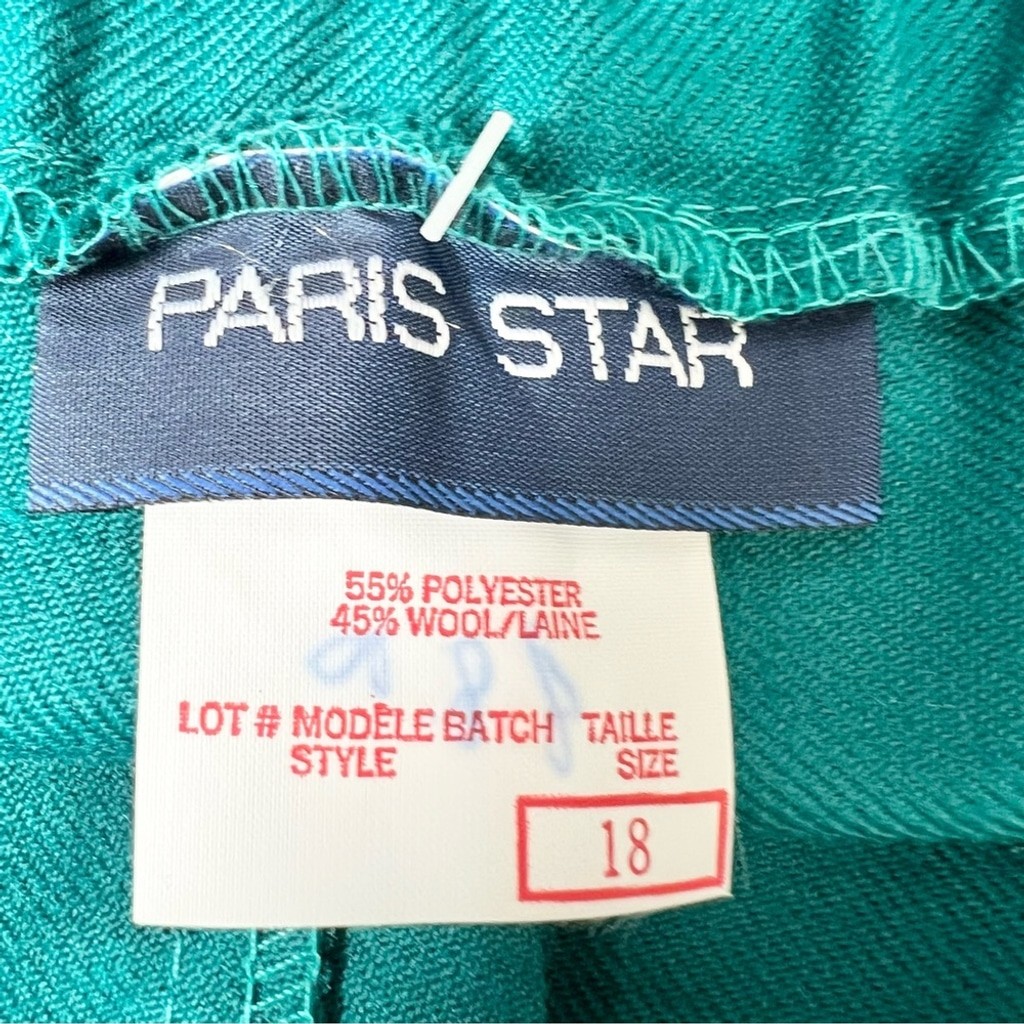 PARIS STAR
55% POLYESTER
45% WOOL/LAINE
LOT # MODÈLE BATCH TAILLE
STYLE SIZE
18